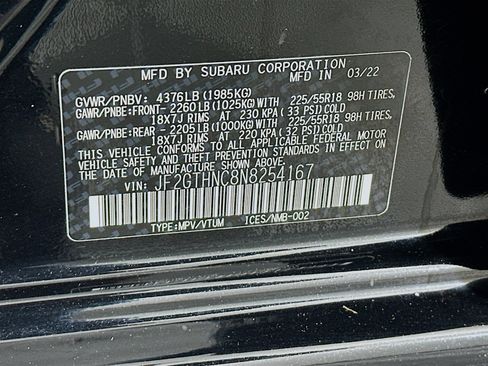 MFD BY SUBARU CORPORATION IN 03/22
GVWR/PNBV: 4376LB (1985KG)
GAWR/PNBE:FRONT- 2260LB (1025KG)WITH 225/55R18 98H TIRES,
18X7J RIMS AT 230 KPA (33 PSI)COLD
GAWR/PNBE:REAR - 2205LB (1000KG)WITH 225/55R18 98H TIRES,
18X7J RIMS AT 220 KPA (32 PSI)COLD
THIS VEHICLE CONFORMS TO ALL APPLICABLE FEDERAL MOTOR
VEHICLE SAFETY AND THEFT PREVENTION STANDARDS IN EFFECT ON
THE DATE OF MANUFACTURE SHOWN ABOVE.
VIN: JF2GTHNC8N8254167
TYPE:MPV/VTUM ICES/NMB-002